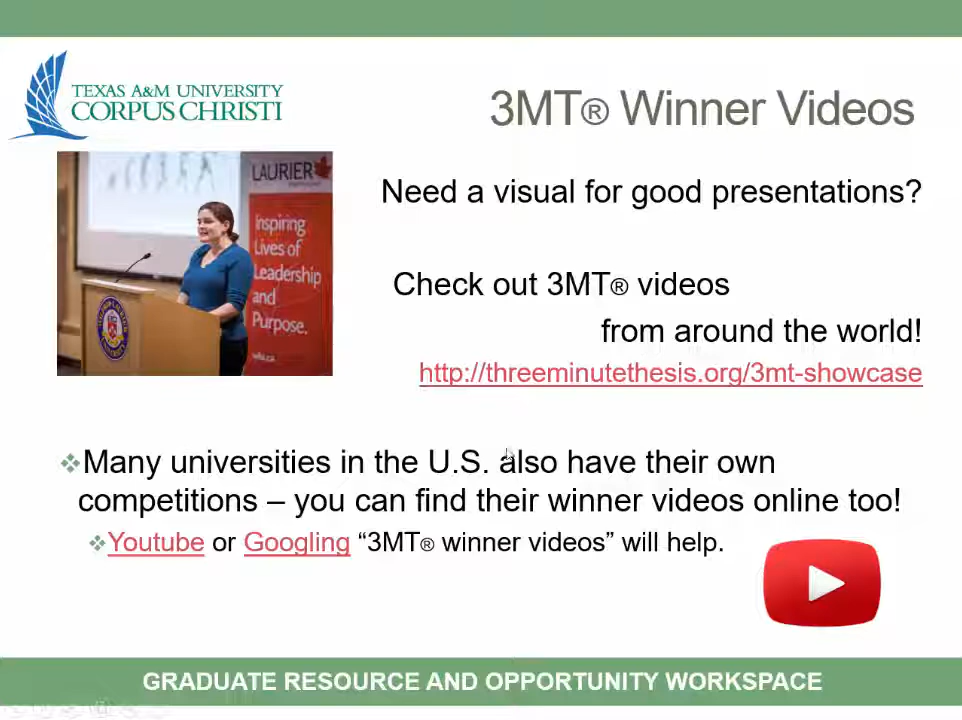 TEXAS A&M UNIVERSITY
CORPUS CHRISTI
3MT® Winner Videos
LAURIER
Inspiring
Lives of
Leadership
and
Purpose.
Need a visual for good presentations?
Check out 3MT® videos
from around the world!
http://threeminutethesis.org/3mt-showcase
❖Many universities in the U.S. also have their own
competitions – you can find their winner videos online too!
❖Youtube or Googling “3MT® winner videos” will help.
GRADUATE RESOURCE AND OPPORTUNITY WORKSPACE